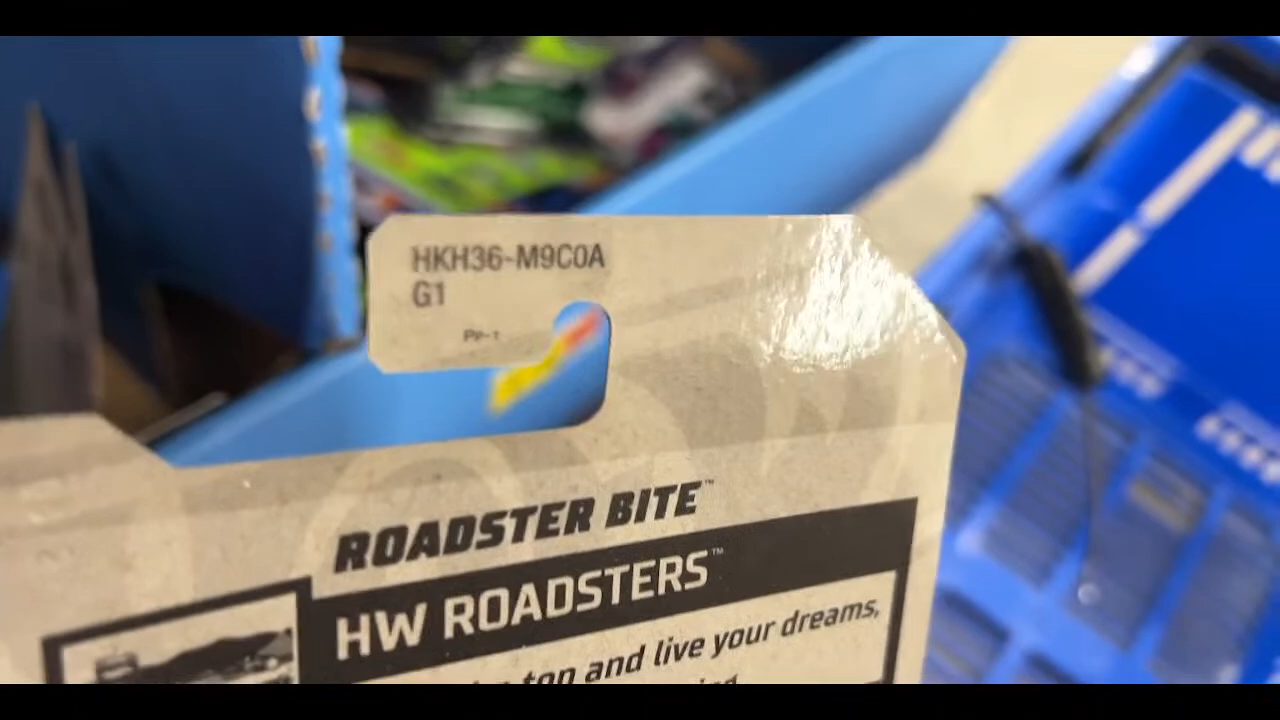 HKH36-M9C0A
G1
ROADSTER BITE™
HW ROADSTERS™
top and live your dreams,